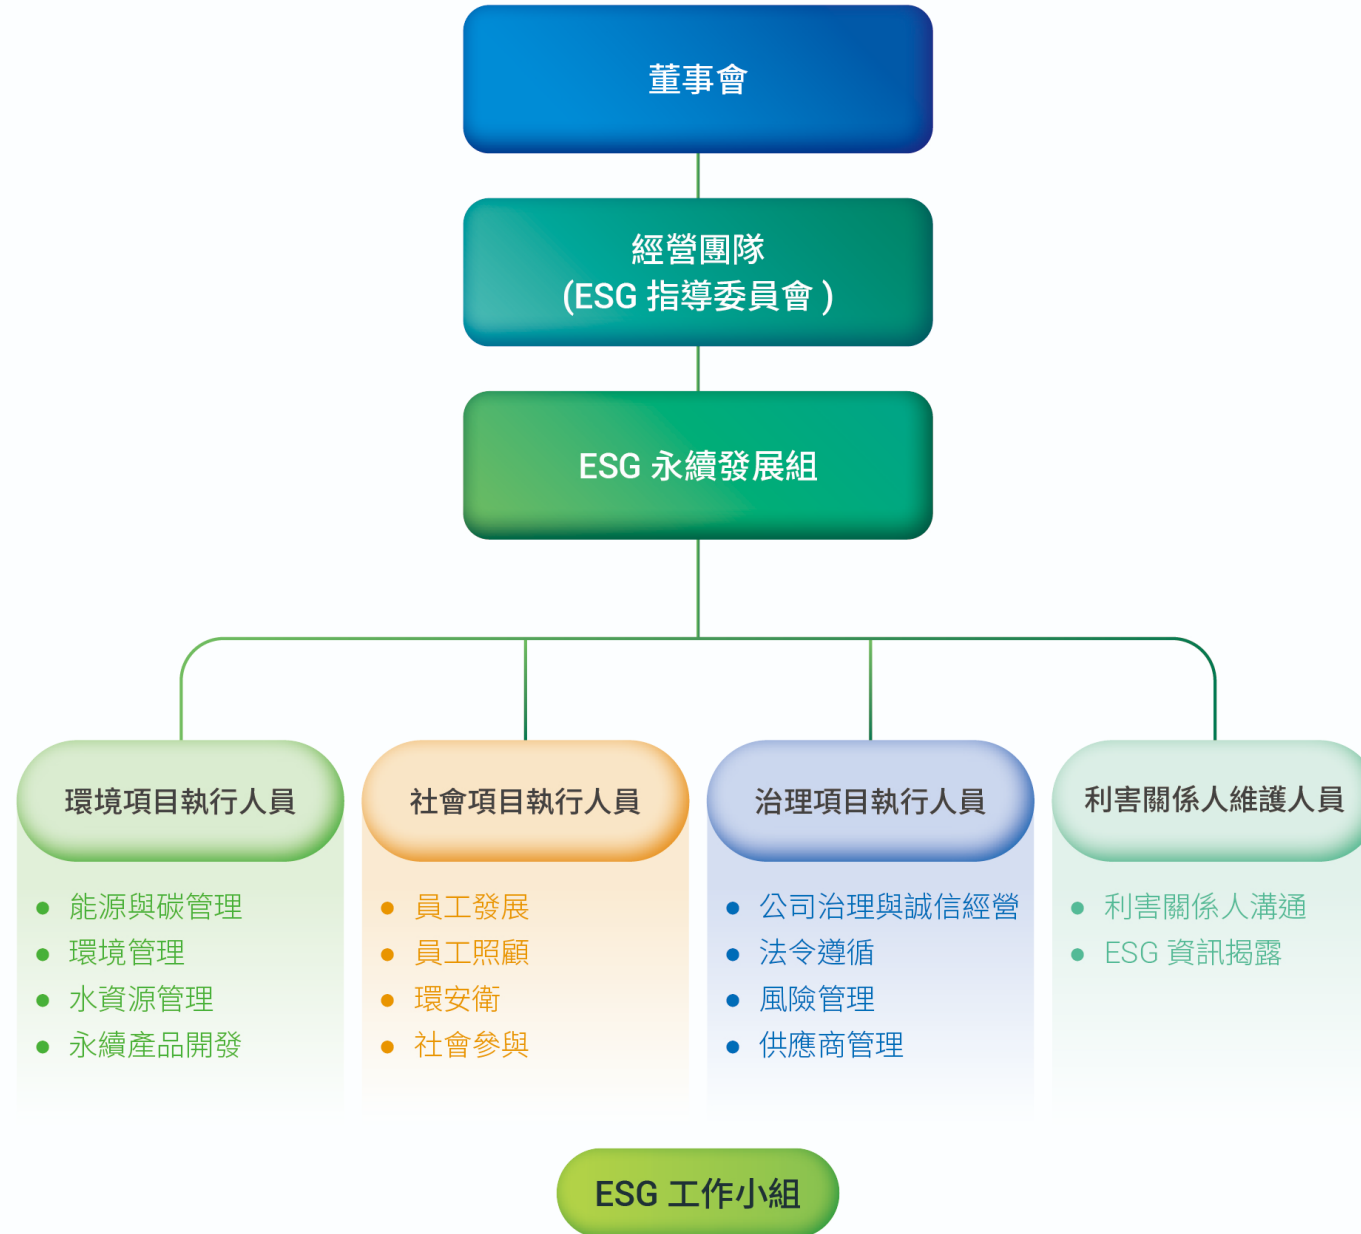 董事會
經營團隊
(ESG 指導委員會 )
ESG 永續發展組
環境項目執行人員
能源與碳管理
環境管理
水資源管理
永續產品開發
社會項目執行人員
員工發展
員工照顧
環安衛
社會參與
治理項目執行人員
公司治理與誠信經營
法令遵循
風險管理
供應商管理
利害關係人維護人員
利害關係人溝通
ESG 資訊揭露
ESG 工作小組